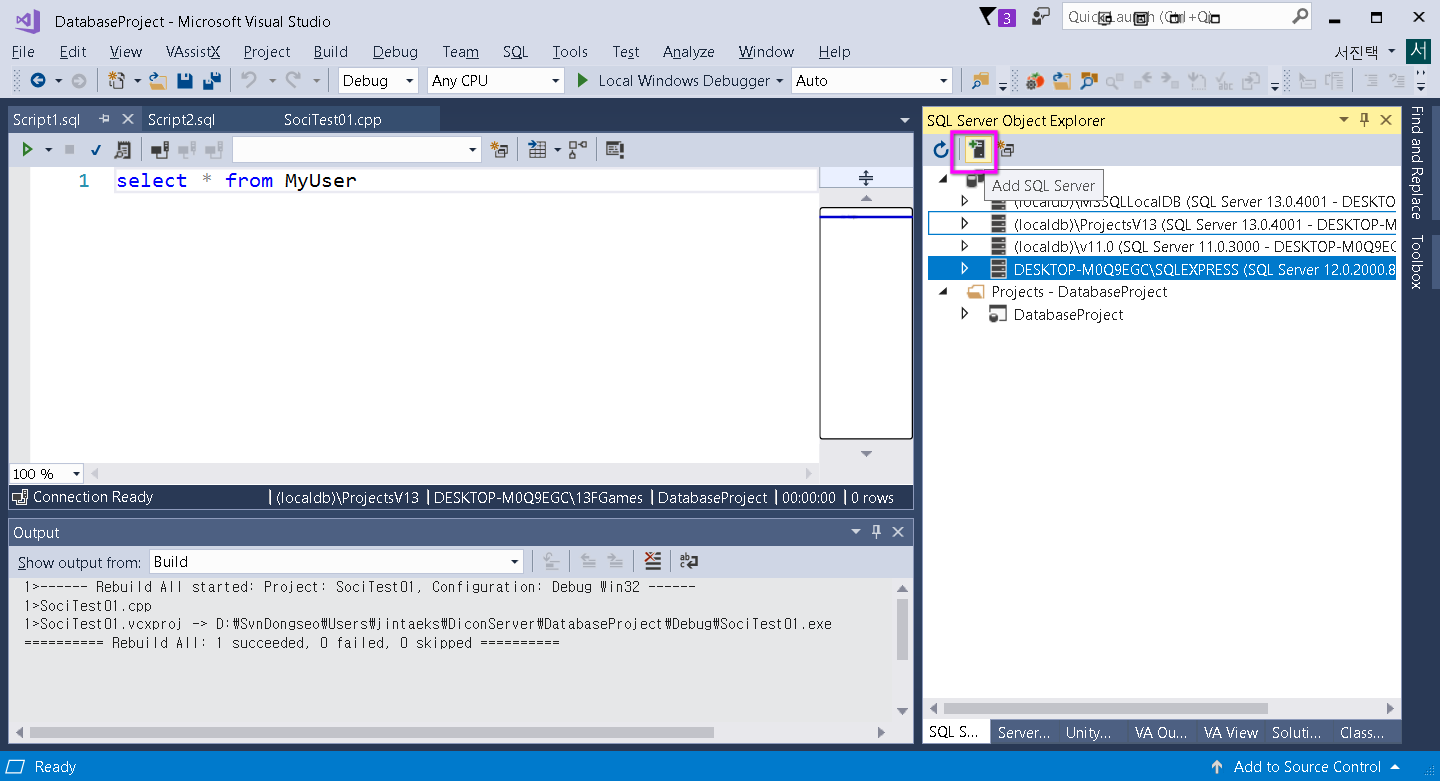 DatabaseProject - Microsoft Visual Studio
3
Quick Launch (Ctrl+Q)
File Edit View VAssistX Project Build Debug Team SQL Tools Test Analyze Window Help
서진택 서
Debug Any CPU Local Windows Debugger Auto
Script1.sql Script2.sql SociTest01.cpp
1 select * from MyUser
100 %
Connection Ready (localdb)\ProjectsV13 DESKTOP-M0Q9EGC\13FGames DatabaseProject 00:00:00 0 rows
Output
Show output from: Build
1>------ Rebuild All started: Project: SociTest01, Configuration: Debug Win32 ------
1>SociTest01.cpp
1>SociTest01.vcxproj -> D:₩SvnDongseo₩Users₩jintaeks₩DiconServer₩DatabaseProject₩Debug₩SociTest01.exe
========== Rebuild All: 1 succeeded, 0 failed, 0 skipped ==========
SQL Server Object Explorer
Add SQL Server
(localdb)\MSSQLLocalDB (SQL Server 13.0.4001 - DESKTO
(localdb)\ProjectsV13 (SQL Server 13.0.4001 - DESKTOP-M
(localdb)\v11.0 (SQL Server 11.0.3000 - DESKTOP-M0Q9EG
DESKTOP-M0Q9EGC\SQLEXPRESS (SQL Server 12.0.2000.8
Projects - DatabaseProject
DatabaseProject
SQL S... Server... Unity... VA Ou... VA View Soluti... Class...
Find and Replace
Toolbox
Ready
Add to Source Control